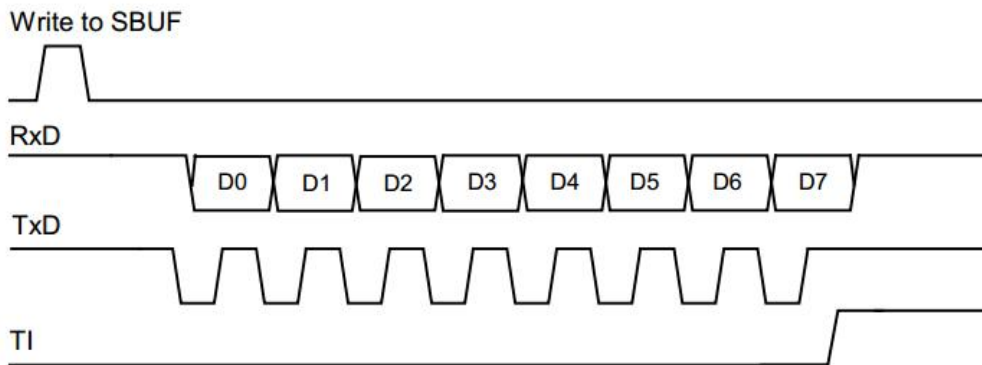 Write to SBUF
RxD
D0 D1 D2 D3 D4 D5 D6 D7
TxD
TI